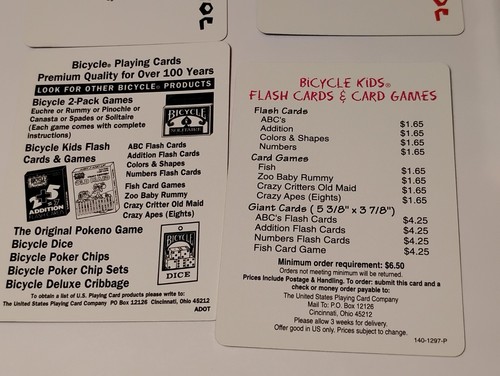 J
J
Bicycle® Playing Cards
Premium Quality for Over 100 Years
LOOK FOR OTHER BICYCLE® PRODUCTS
Bicycle 2-Pack Games
Euchre or Rummy or Pinochle or
Canasta or Spades or Solitaire
(Each game comes with complete
instructions)
BICYCLE
SOLITAIRE
Bicycle Kids Flash
Cards & Games
ADDITION
ABC Flash Cards
Addition Flash Cards
Colors & Shapes
Numbers Flash Cards
Fish Card Games
Zoo Baby Rummy
Crazy Critter Old Maid
Crazy Apes (Eights)
The Original Pokeno Game
Bicycle Dice
Bicycle Poker Chips
Bicycle Poker Chip Sets
Bicycle Deluxe Cribbage
BICYCLE
DICE
To obtain a list of U.S. Playing Card products please write to:
The United States Playing Card Company PO Box 12126 Cincinnati, Ohio 45212
ADOT
BICYCLE KIDS®
FLASH CARDS & CARD GAMES
Flash Cards
ABC's $1.65
Addition $1.65
Colors & Shapes $1.65
Numbers $1.65
Card Games
Fish $1.65
Zoo Baby Rummy $1.65
Crazy Critters Old Maid $1.65
Crazy Apes (Eights) $1.65
Giant Cards ( 5 3/8" x 3 7/8")
ABC's Flash Cards $4.25
Addition Flash Cards $4.25
Numbers Flash Cards $4.25
Fish Card Game $4.25
Minimum order requirement: $6.50
Orders not meeting minimum will be returned.
Prices Include Postage & Handling. To order: submit this card and a
check or money order payable to:
The United States Playing Card Company
Mail To: P.O. Box 12126
Cincinnati, Ohio 45212
Please allow 3 weeks for delivery.
Offer good in US only. Prices subject to change.
140-1297-P